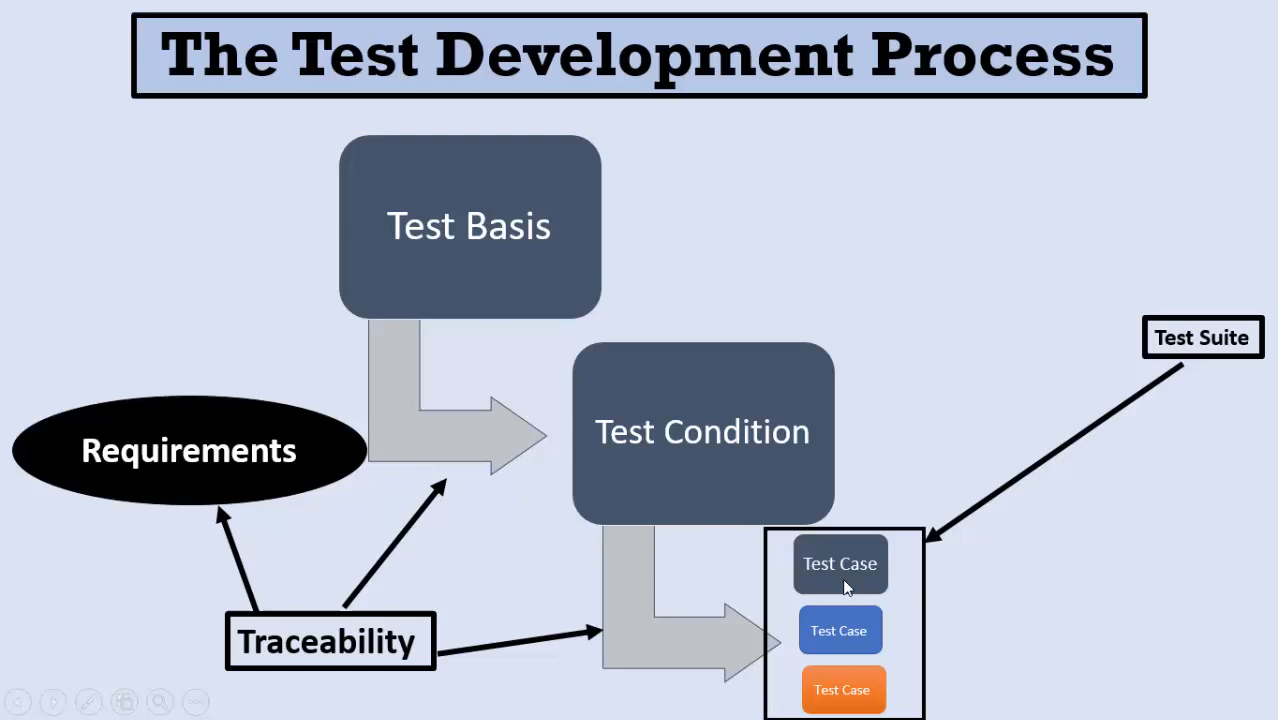 The Test Development Process
Test Basis
Test Suite
Test Condition
Requirements
Test Case
Test Case
Traceability
Test Case